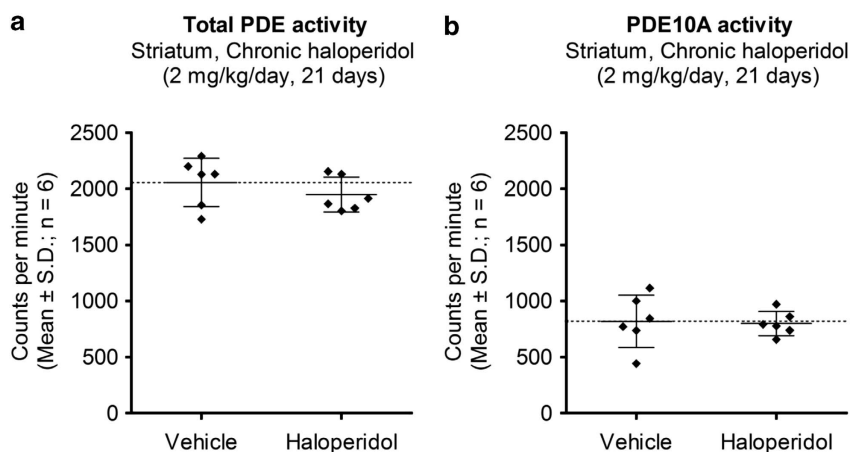 a
Total PDE activity
Striatum, Chronic haloperidol
(2 mg/kg/day, 21 days)
Counts per minute
(Mean ± S.D.; n = 6)
2500
2000
1500
1000
500
0
Vehicle
Haloperidol
b
PDE10A activity
Striatum, Chronic haloperidol
(2 mg/kg/day, 21 days)
Counts per minute
(Mean ± S.D.; n = 6)
2500
2000
1500
1000
500
0
Vehicle
Haloperidol